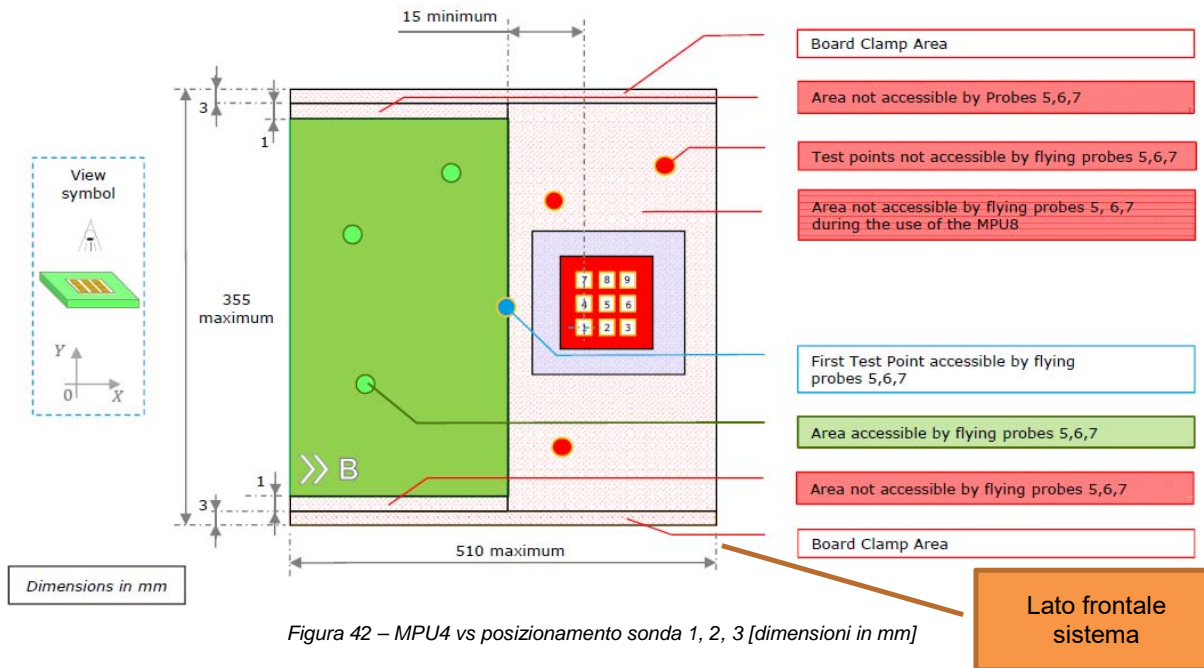 15 minimum
Board Clamp Area
3
Area not accessible by Probes 5,6,7
1
Test points not accessible by flying probes 5,6,7
View
symbol
Area not accessible by flying probes 5, 6,7
during the use of the MPU8
7 8 9
4 5 6
1 2 3
355
maximum
Y
0 X
First Test Point accessible by flying
probes 5,6,7
Area accessible by flying probes 5,6,7
B
1
Area not accessible by flying probes 5,6,7
3
Board Clamp Area
510 maximum
Dimensions in mm
Lato frontale
sistema
Figura 42 – MPU4 vs posizionamento sonda 1, 2, 3 [dimensioni in mm]